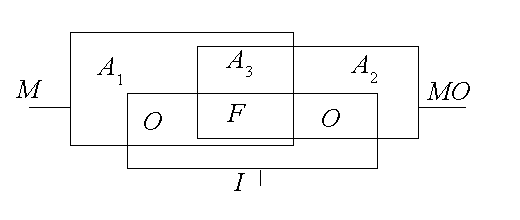 A₁ A₃ A₂
M MO
O F O
I